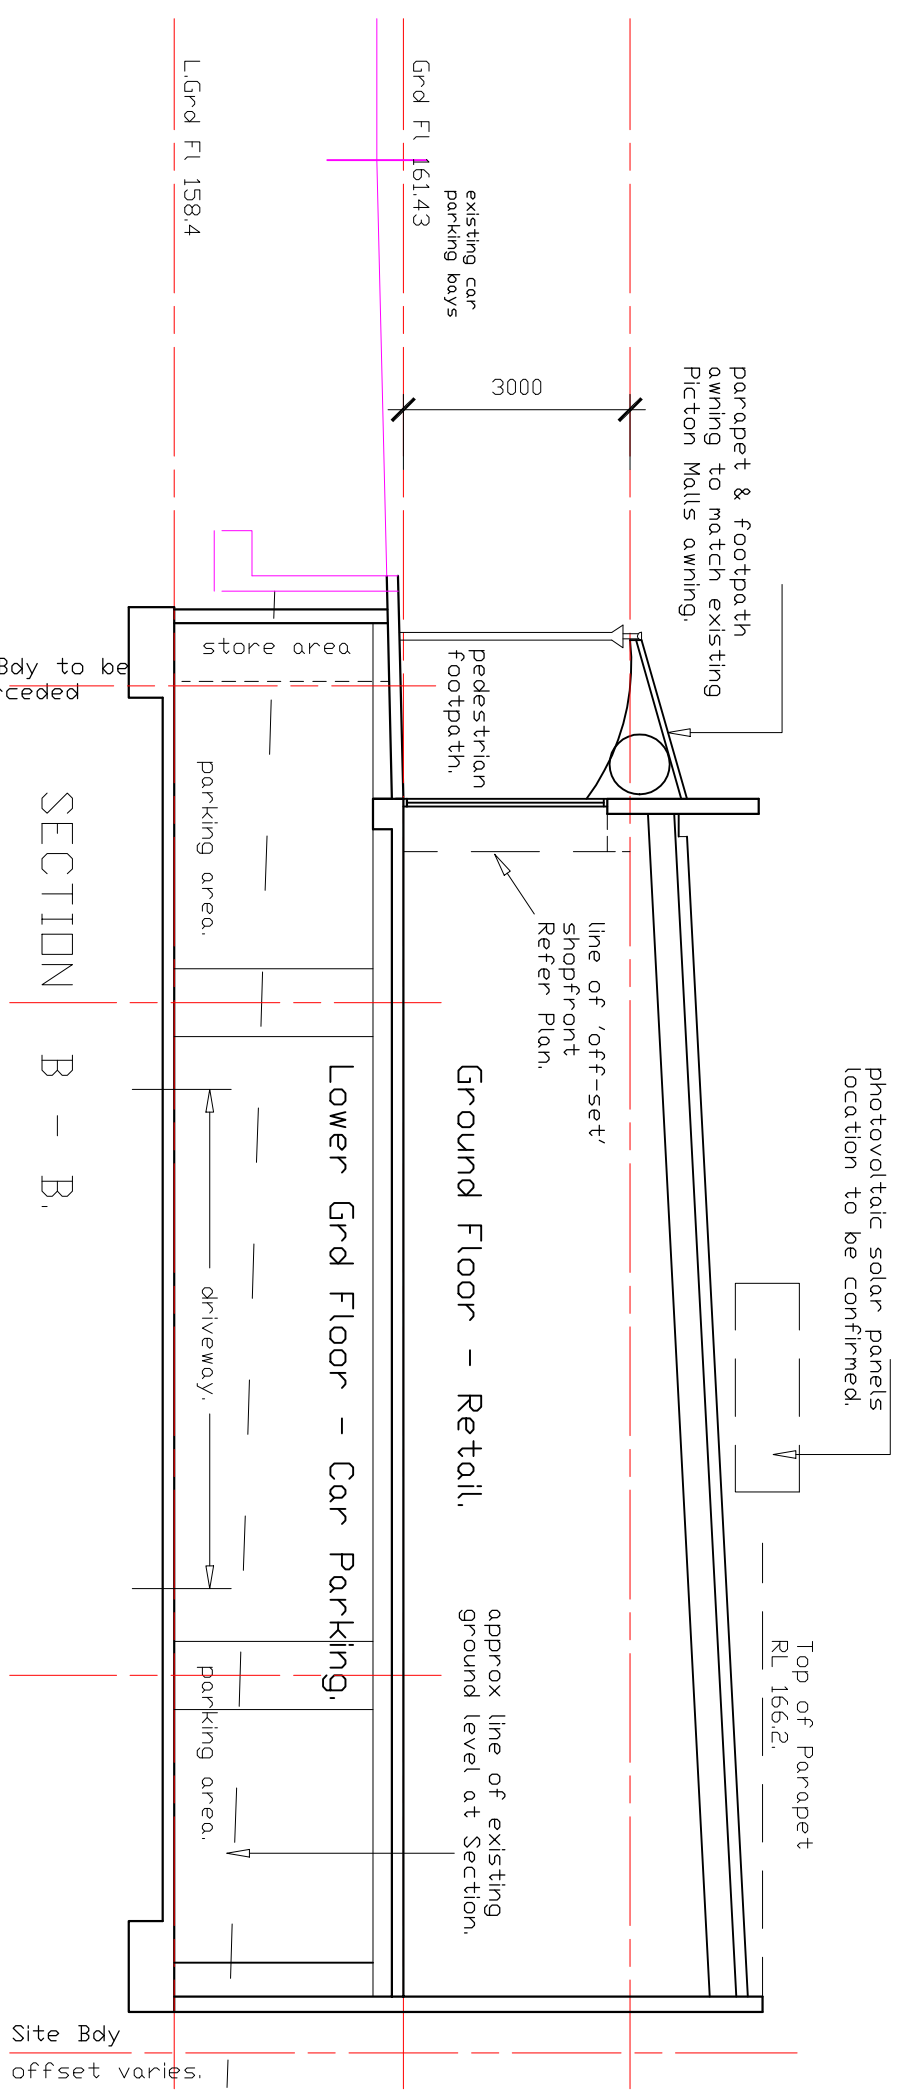 parapet & footpath
awning to match existing
Picton Malls awning.
photovoltaic solar panels
location to be confirmed.
Top of Parapet
RL 166.2.
existing car
parking bays
3000
Grd Fl 161.43
L.Grd Fl 158.4
pedestrian
footpath.
line of 'off-set'
shopfront
Refer Plan.
Ground Floor - Retail.
approx line of existing
ground level at Section.
Lower Grd Floor - Car Parking.
store area
parking area.
driveway.
parking area.
Bdy to be
ceded
Site Bdy
offset varies.
SECTION B - B.